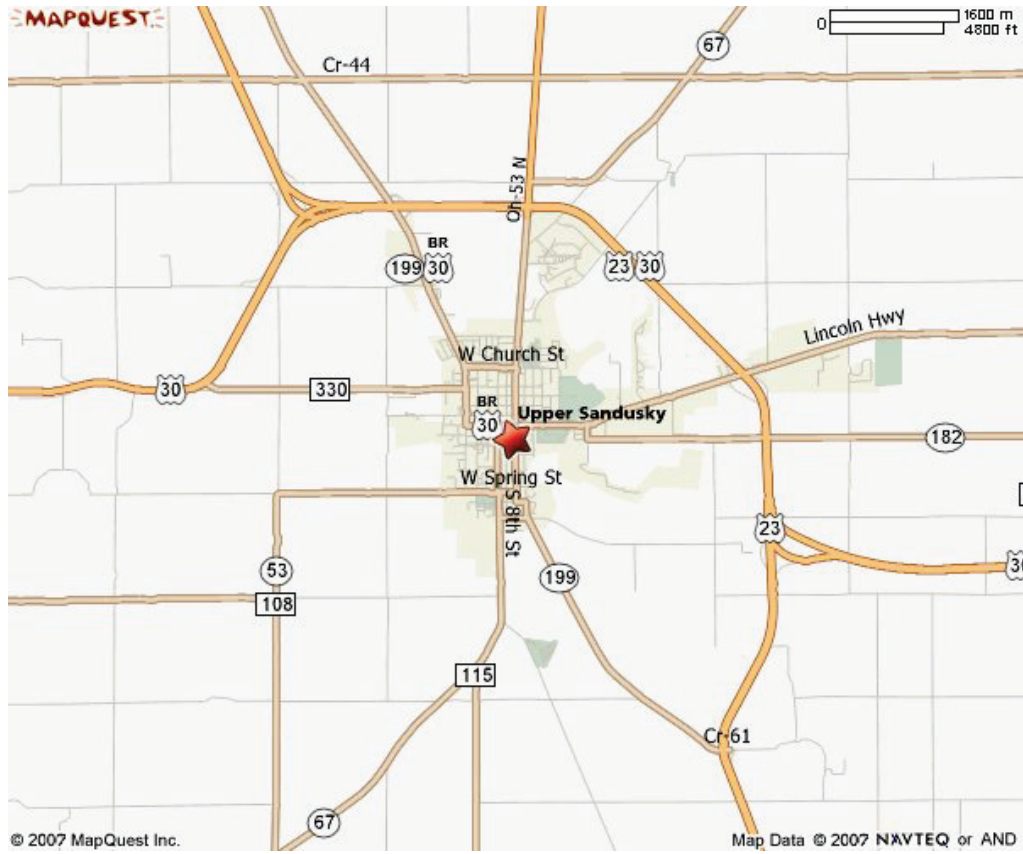 MAPQUEST
0
1600 m
4800 ft
67
Cr-44
Oh-53 N
BR
199
30
23
30
Lincoln Hwy
W Church St
30
330
BR
30
Upper Sandusky
182
W Spring St
S 8th St
23
53
199
108
115
Cr-61
67
© 2007 MapQuest Inc.
Map Data © 2007 NAVTEQ or AND